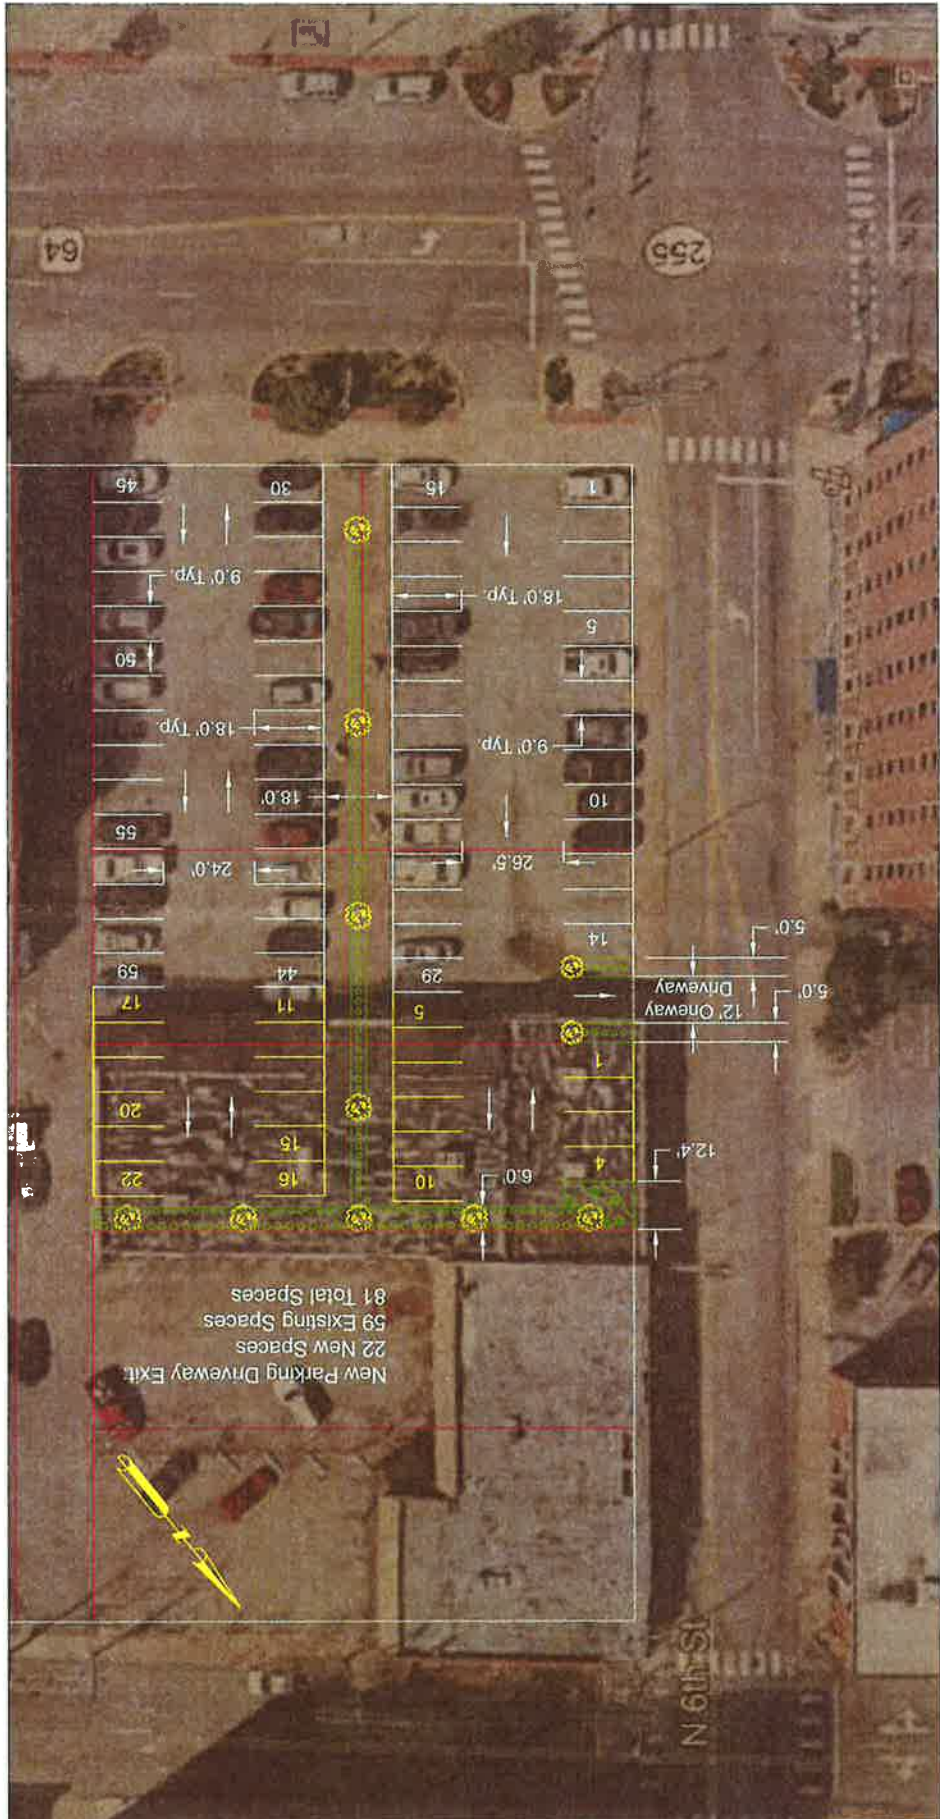 N 6th St
New Parking Driveway Exit:
22 New Spaces
59 Existing Spaces
81 Total Spaces
12.4'
6.0'
4
10
16
22
15
20
1
5.0'
12' Oneway
Driveway
5.0'
5
11
17
14
29
44
59
26.5'
24.0'
55
10
18.0'
9.0' Typ.
18.0' Typ.
50
5
18.0' Typ.
9.0' Typ.
1
15
30
45
255
64